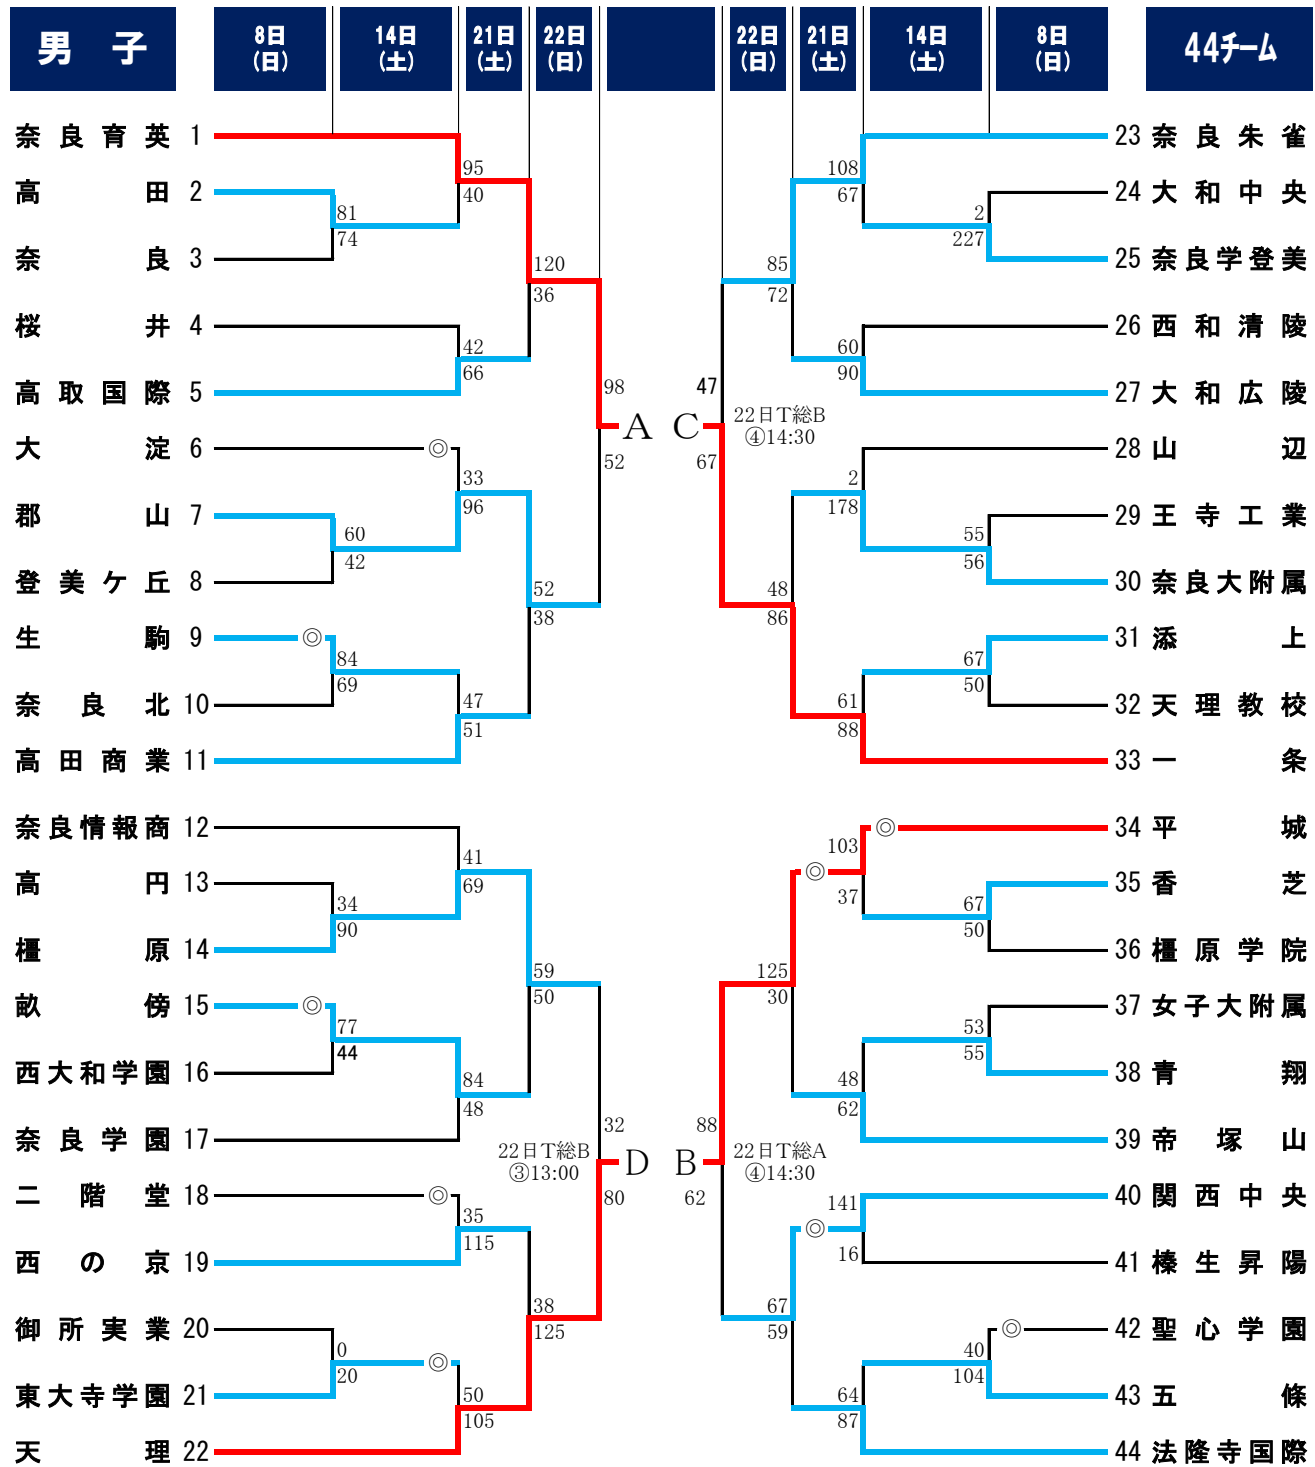 男 子
8日
(日)
14日
(土)
21日
(土)
22日
(日)
22日
(日)
21日
(土)
14日
(土)
8日
(日)
44チーム
奈良育英 1
高田 2
奈良 3
桜井 4
高取国際 5
大淀 6
郡山 7
登美ケ丘 8
生駒 9
奈良北 10
高田商業 11
奈良情報商 12
高円 13
橿原 14
畝傍 15
西大和学園 16
奈良学園 17
二階堂 18
西の京 19
御所実業 20
東大寺学園 21
天理 22
81
74
◎
60
42
◎
84
69
34
90
◎
77
44
◎
0
20
◎
95
40
42
66
33
96
47
51
41
69
84
48
35
115
50
105
120
36
52
38
59
50
38
125
98
52
A
22日T総B
③13:00
32
80
D
47
67
C
22日T総B
④14:30
88
62
B
22日T総A
④14:30
85
72
48
86
125
30
67
59
108
67
60
90
2
178
61
88
◎
103
37
◎
48
62
141
16
◎
64
87
2
227
55
56
67
50
67
50
53
55
◎
40
104
23 奈良朱雀
24 大和中央
25 奈良学登美
26 西和清陵
27 大和広陵
28 山辺
29 王寺工業
30 奈良大附属
31 添上
32 天理教校
33 一条
34 平城
35 香芝
36 橿原学院
37 女子大附属
38 青翔
39 帝塚山
40 関西中央
41 榛生昇陽
42 聖心学園
43 五條
44 法隆寺国際